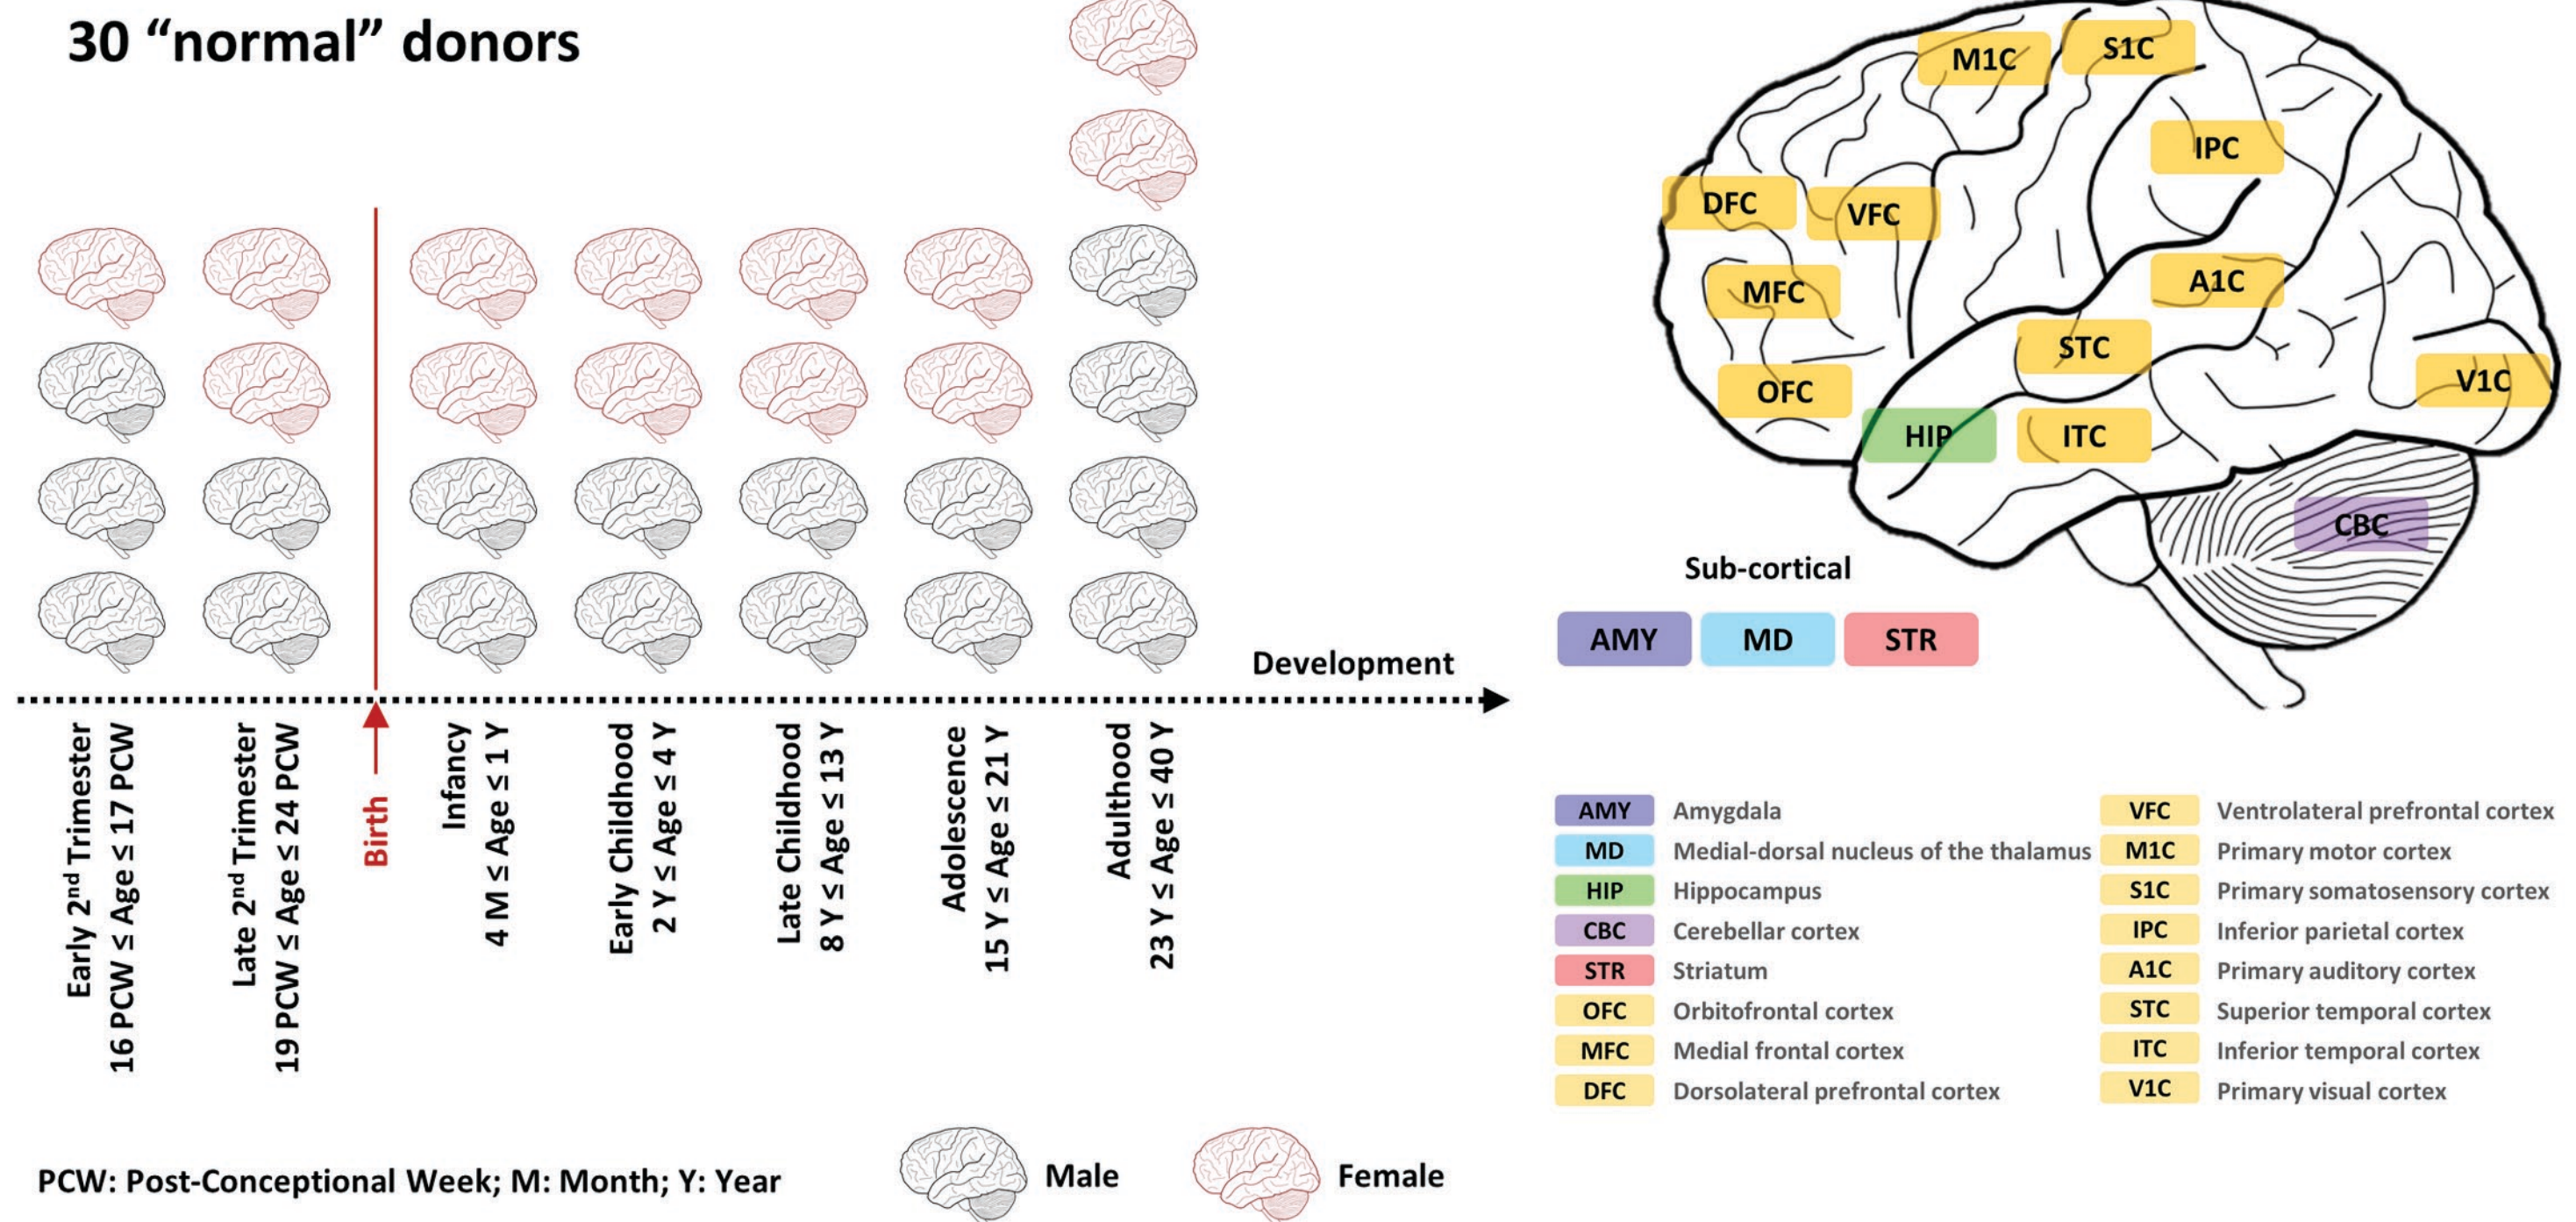 30 “normal” donors
Early 2nd Trimester
16 PCW ≤ Age ≤ 17 PCW
Late 2nd Trimester
19 PCW ≤ Age ≤ 24 PCW
Birth
Infancy
4 M ≤ Age ≤ 1 Y
Early Childhood
2 Y ≤ Age ≤ 4 Y
Late Childhood
8 Y ≤ Age ≤ 13 Y
Adolescence
15 Y ≤ Age ≤ 21 Y
Adulthood
23 Y ≤ Age ≤ 40 Y
Development
PCW: Post-Conceptional Week; M: Month; Y: Year
Male
Female
M1C
S1C
IPC
DFC
VFC
A1C
MFC
STC
OFC
V1C
HIP
ITC
CBC
Sub-cortical
AMY
MD
STR
AMY Amygdala
MD Medial-dorsal nucleus of the thalamus
HIP Hippocampus
CBC Cerebellar cortex
STR Striatum
OFC Orbitofrontal cortex
MFC Medial frontal cortex
DFC Dorsolateral prefrontal cortex
VFC Ventrolateral prefrontal cortex
M1C Primary motor cortex
S1C Primary somatosensory cortex
IPC Inferior parietal cortex
A1C Primary auditory cortex
STC Superior temporal cortex
ITC Inferior temporal cortex
V1C Primary visual cortex